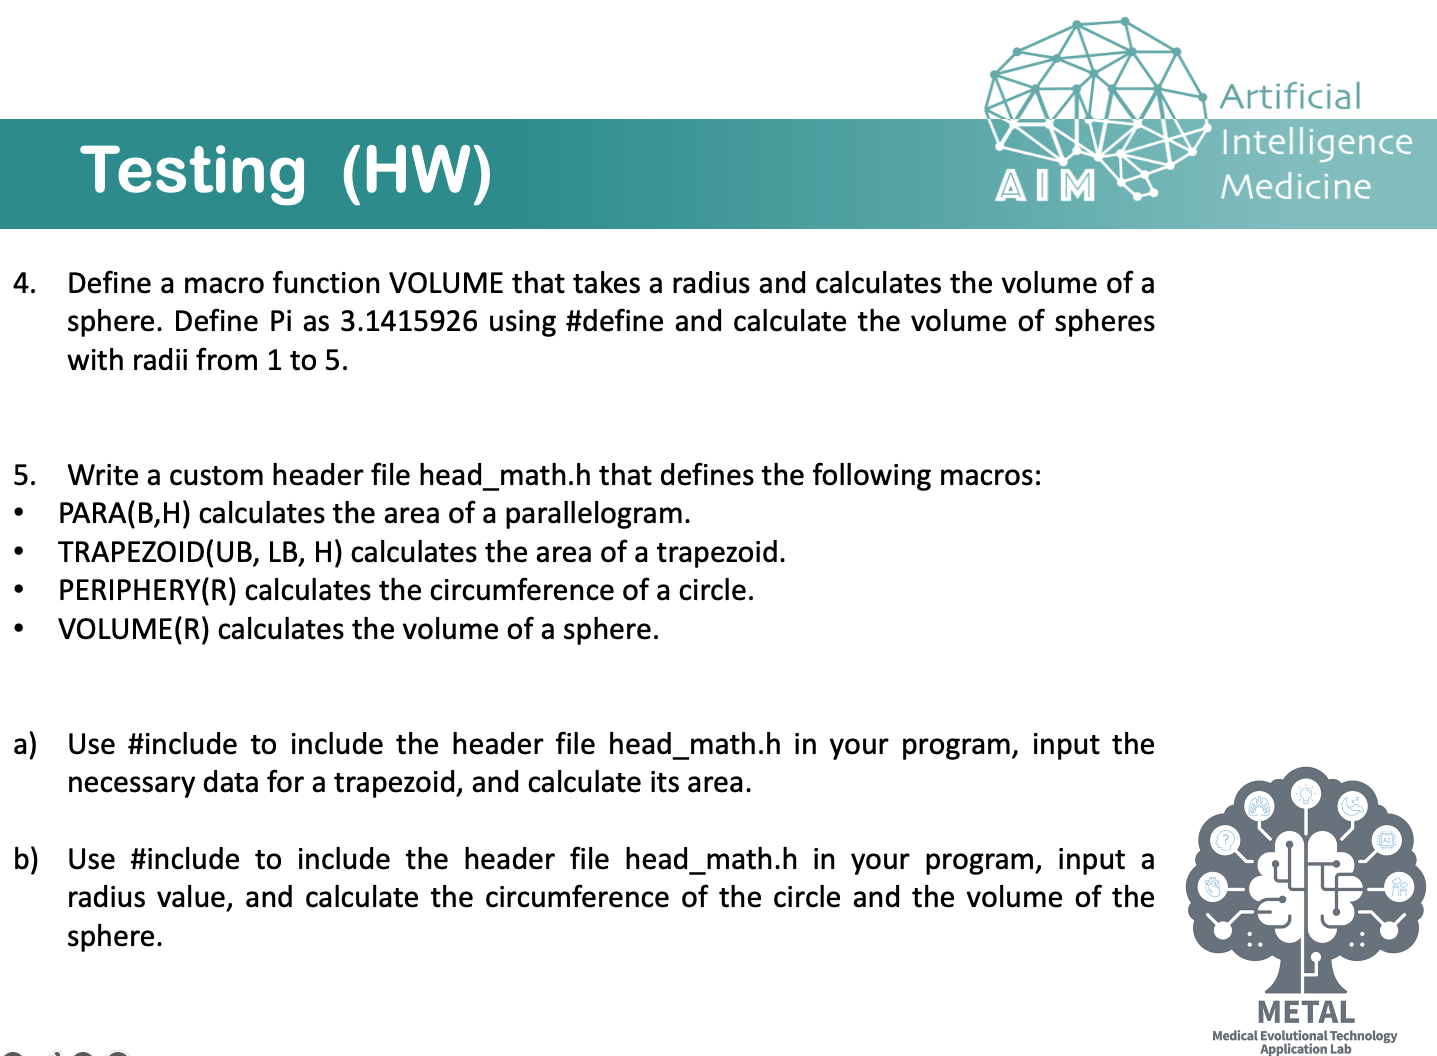 Artificial
Intelligence
Medicine
AIM
Testing (HW)
4. Define a macro function VOLUME that takes a radius and calculates the volume of a
sphere. Define Pi as 3.1415926 using #define and calculate the volume of spheres
with radii from 1 to 5.
5. Write a custom header file head_math.h that defines the following macros:
• PARA(B,H) calculates the area of a parallelogram.
• TRAPEZOID(UB, LB, H) calculates the area of a trapezoid.
• PERIPHERY(R) calculates the circumference of a circle.
• VOLUME(R) calculates the volume of a sphere.
a) Use #include to include the header file head_math.h in your program, input the
necessary data for a trapezoid, and calculate its area.
b) Use #include to include the header file head_math.h in your program, input a
radius value, and calculate the circumference of the circle and the volume of the
sphere.
?
AI
METAL
Medical Evolutional Technology
Application Lab